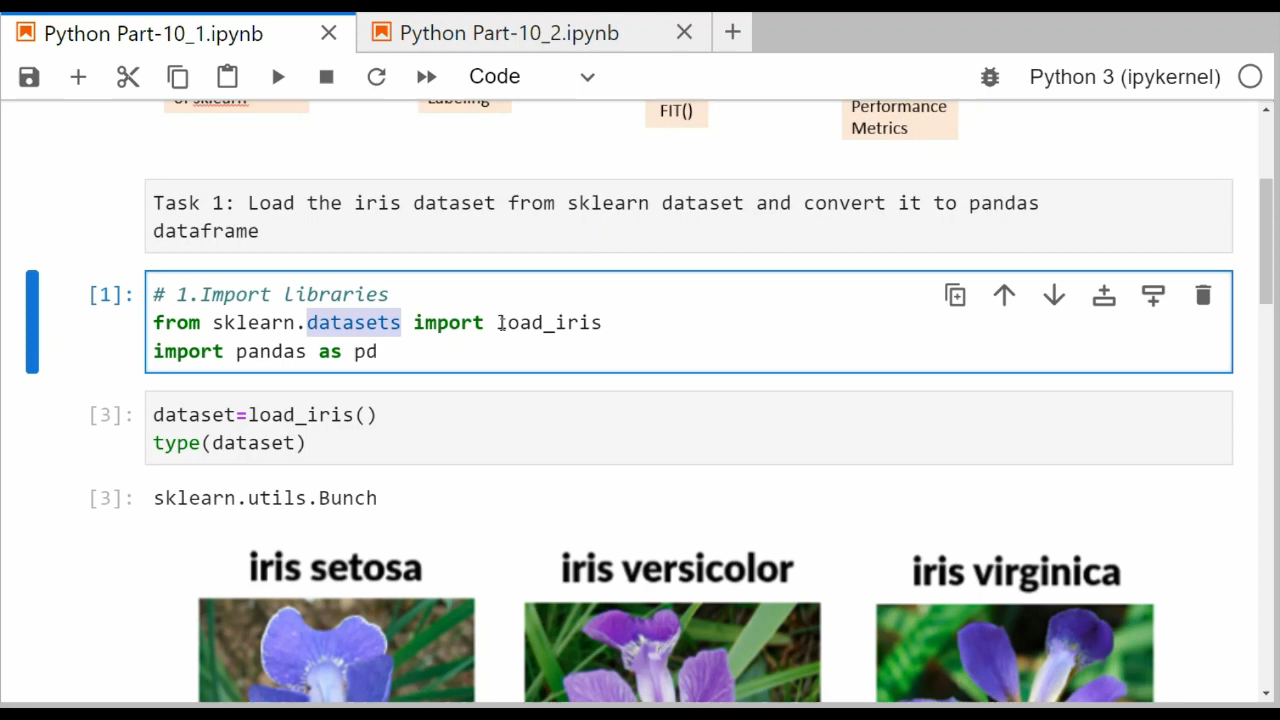 Python Part-10_1.ipynb
Python Part-10_2.ipynb
Code
Python 3 (ipykernel)
of sklearn
Labeling
FIT()
Performance
Metrics
Task 1: Load the iris dataset from sklearn dataset and convert it to pandas
dataframe
[1]:
# 1.Import libraries
from sklearn.datasets import load_iris
import pandas as pd
[3]:
dataset=load_iris()
type(dataset)
[3]:
sklearn.utils.Bunch
iris setosa
iris versicolor
iris virginica